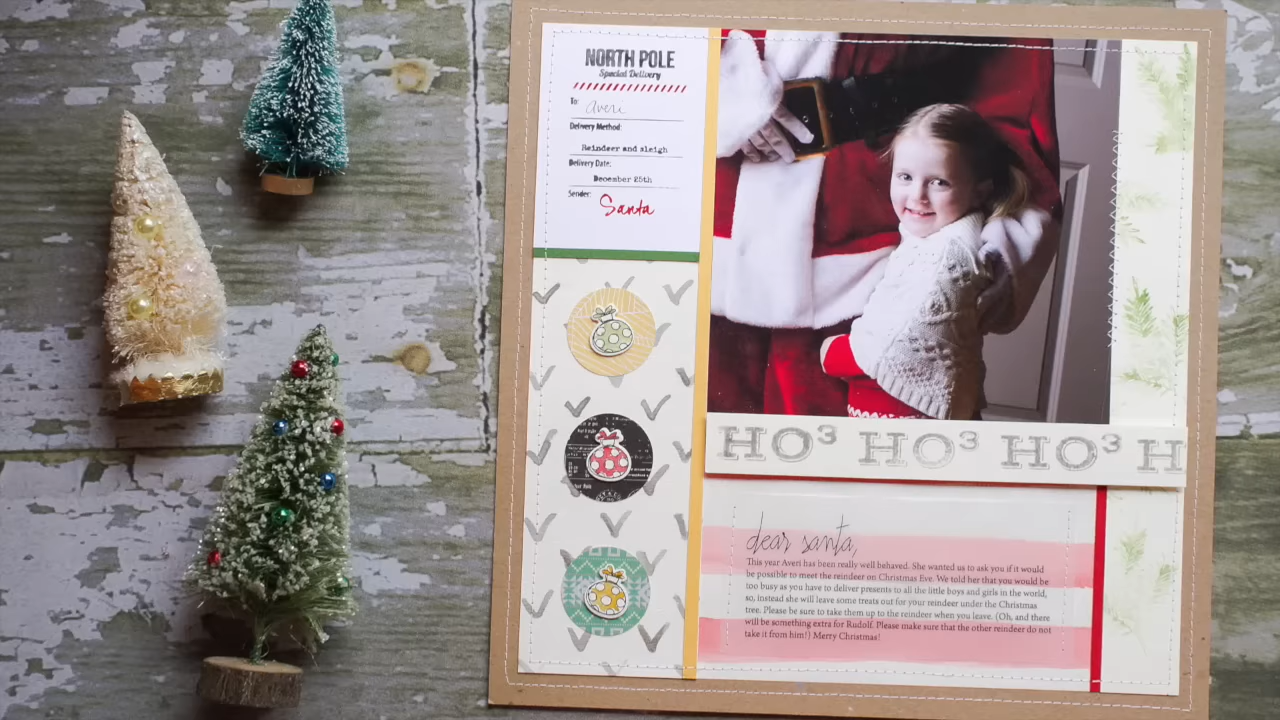 NORTH POLE
Special Delivery
To: averi
Delivery Method:
Reindeer and sleigh
Delivery Date:
December 25th
Sender: Santa
HO³ HO³ HO³ H
dear santa,
This year Averi has been really well behaved. She wanted us to ask you if it would
be possible to meet the reindeer on Christmas Eve. We told her that you would be
too busy as you have to deliver presents to all the little boys and girls in the world,
so, instead she will leave some treats out for your reindeer under the Christmas
tree. Please be sure to take them up to the reindeer when you leave. (Oh, and there
will be something extra for Rudolf. Please make sure that the other reindeer do not
take it from him!) Merry Christmas!